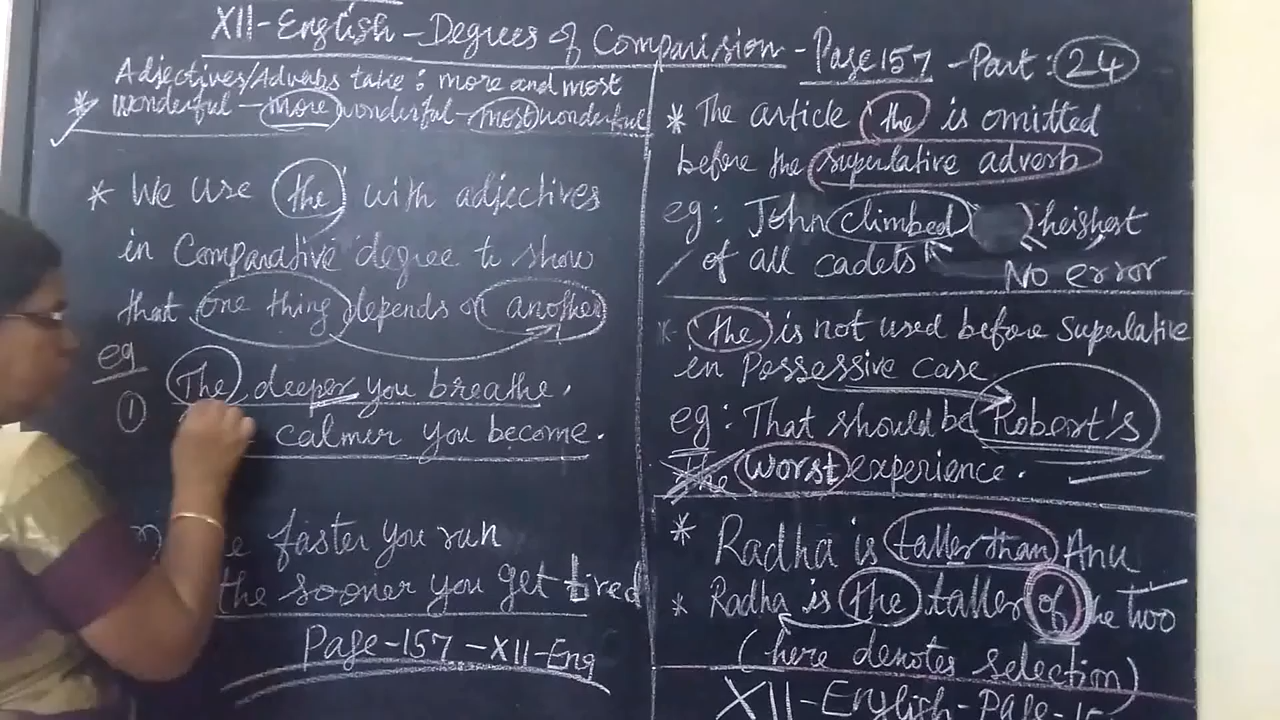 XII-English-Degrees of Comparision - Page 157 - Part: 24
Adjectives/Adverbs take : more and most
* wonderful - more wonderful - most wonderful
* We use 'the' with adjectives
in Comparative degree to show
that one thing depends on another
eg
① The deeper you breathe,
calmer you become.
faster you run
the sooner you get tired
Page-157-XII-Eng
* The article (the) is omitted
before the superlative adverb
eg: John climbed ( ) heighest
of all cadets
No error
* (the) is not used before Superlative
in Possessive case
eg: That should be Robert's
the worst experience.
* Radha is taller than Anu
* Radha is the taller of the two
(here denotes selection)
XII-English-Page-15